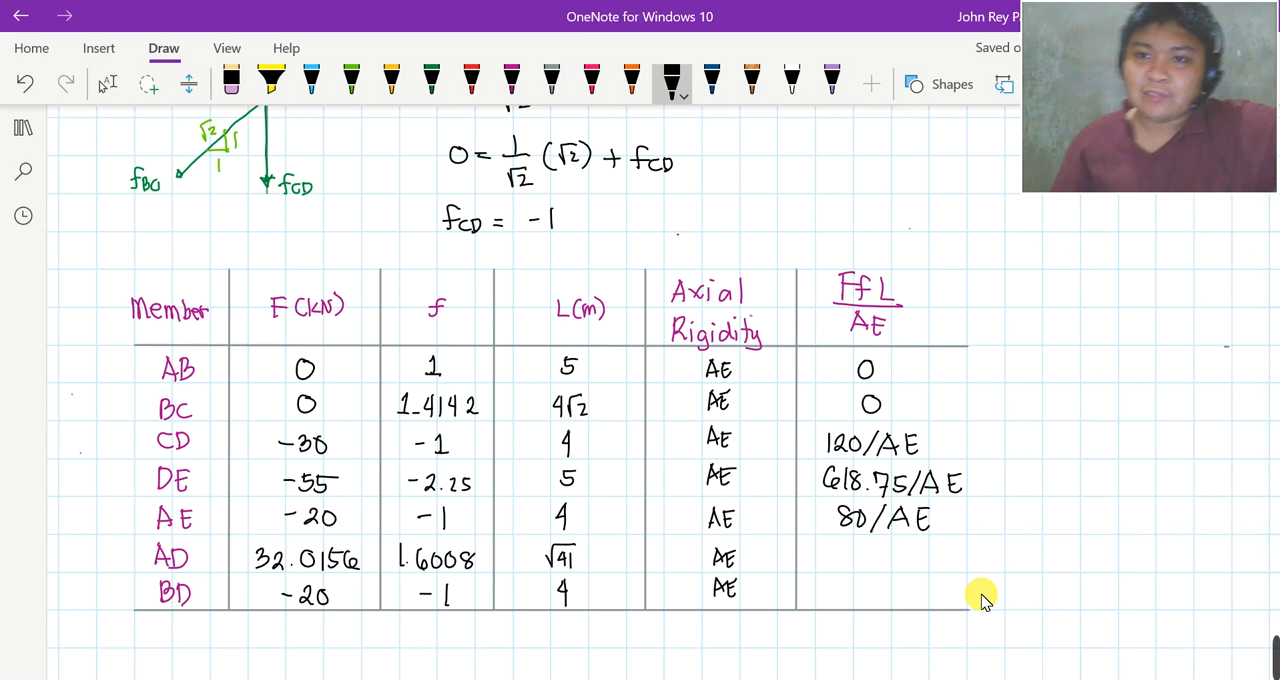 OneNote for Windows 10
John Rey P
Home Insert Draw View Help
Saved o
Shapes
√2
0 = 1/√2 (√2) + fCD
√2 1
1
fBC
fCD
fCD = -1
Member F(kN) f L(m) Axial Rigidity FfL/AE
AB 0 1 5 AE 0
BC 0 1.4142 4√2 AE 0
CD -30 -1 4 AE 120/AE
DE -55 -2.25 5 AE 618.75/AE
AE -20 -1 4 AE 80/AE
AD 32.0156 1.6008 √41 AE
BD -20 -1 4 AE